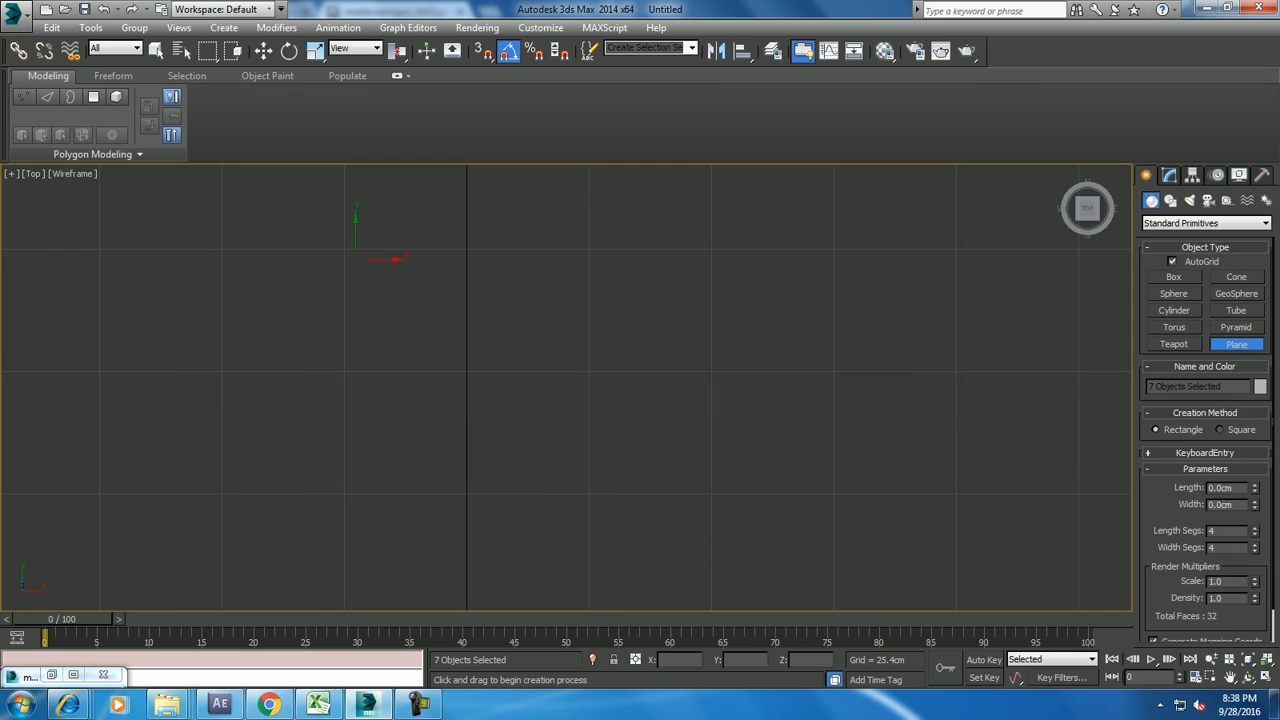 Workspace: Default
Autodesk 3ds Max 2014 x64 Untitled
Type a keyword or phrase
Edit Tools Group Views Create Modifiers Animation Graph Editors Rendering Customize MAXScript Help
All View 3 Create Selection Se
Modeling Freeform Selection Object Paint Populate
Polygon Modeling
[+] [Top] [Wireframe]
TOP
Standard Primitives
Object Type
AutoGrid
Box Cone
Sphere GeoSphere
Cylinder Tube
Torus Pyramid
Teapot Plane
Name and Color
7 Objects Selected
Creation Method
Rectangle Square
KeyboardEntry
Parameters
Length: 0.0cm
Width: 0.0cm
Length Segs: 4
Width Segs: 4
Render Multipliers
Scale: 1.0
Density: 1.0
Total Faces : 32
Generate Mapping Coords
0 / 100
0 5 10 15 20 25 30 35 40 45 50 55 60 65 70 75 80 85 90 95 100
7 Objects Selected X: Y: Z: Grid = 25.4cm Auto Key Selected
m... Click and drag to begin creation process Add Time Tag Set Key Key Filters... 0
AE
8:38 PM
9/28/2016